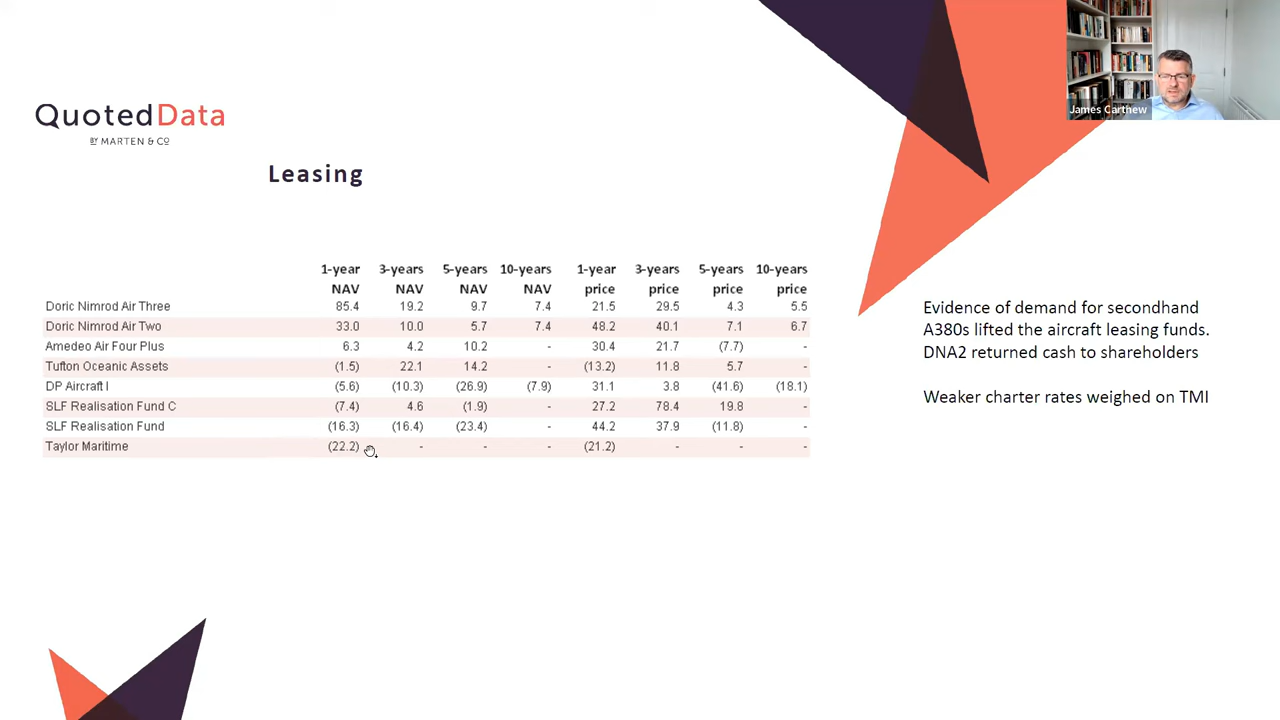 James Carthew
QuotedData
BY MARTEN & CO
Leasing
1-year 3-years 5-years 10-years 1-year 3-years 5-years 10-years
NAV NAV NAV NAV price price price price
Doric Nimrod Air Three 85.4 19.2 9.7 7.4 21.5 29.5 4.3 5.5
Doric Nimrod Air Two 33.0 10.0 5.7 7.4 48.2 40.1 7.1 6.7
Amedeo Air Four Plus 6.3 4.2 10.2 - 30.4 21.7 (7.7) -
Tufton Oceanic Assets (1.5) 22.1 14.2 - (13.2) 11.8 5.7 -
DP Aircraft I (5.6) (10.3) (26.9) (7.9) 31.1 3.8 (41.6) (18.1)
SLF Realisation Fund C (7.4) 4.6 (1.9) - 27.2 78.4 19.8 -
SLF Realisation Fund (16.3) (16.4) (23.4) - 44.2 37.9 (11.8) -
Taylor Maritime (22.2) - - - (21.2) - - -
Evidence of demand for secondhand
A380s lifted the aircraft leasing funds.
DNA2 returned cash to shareholders
Weaker charter rates weighed on TMI